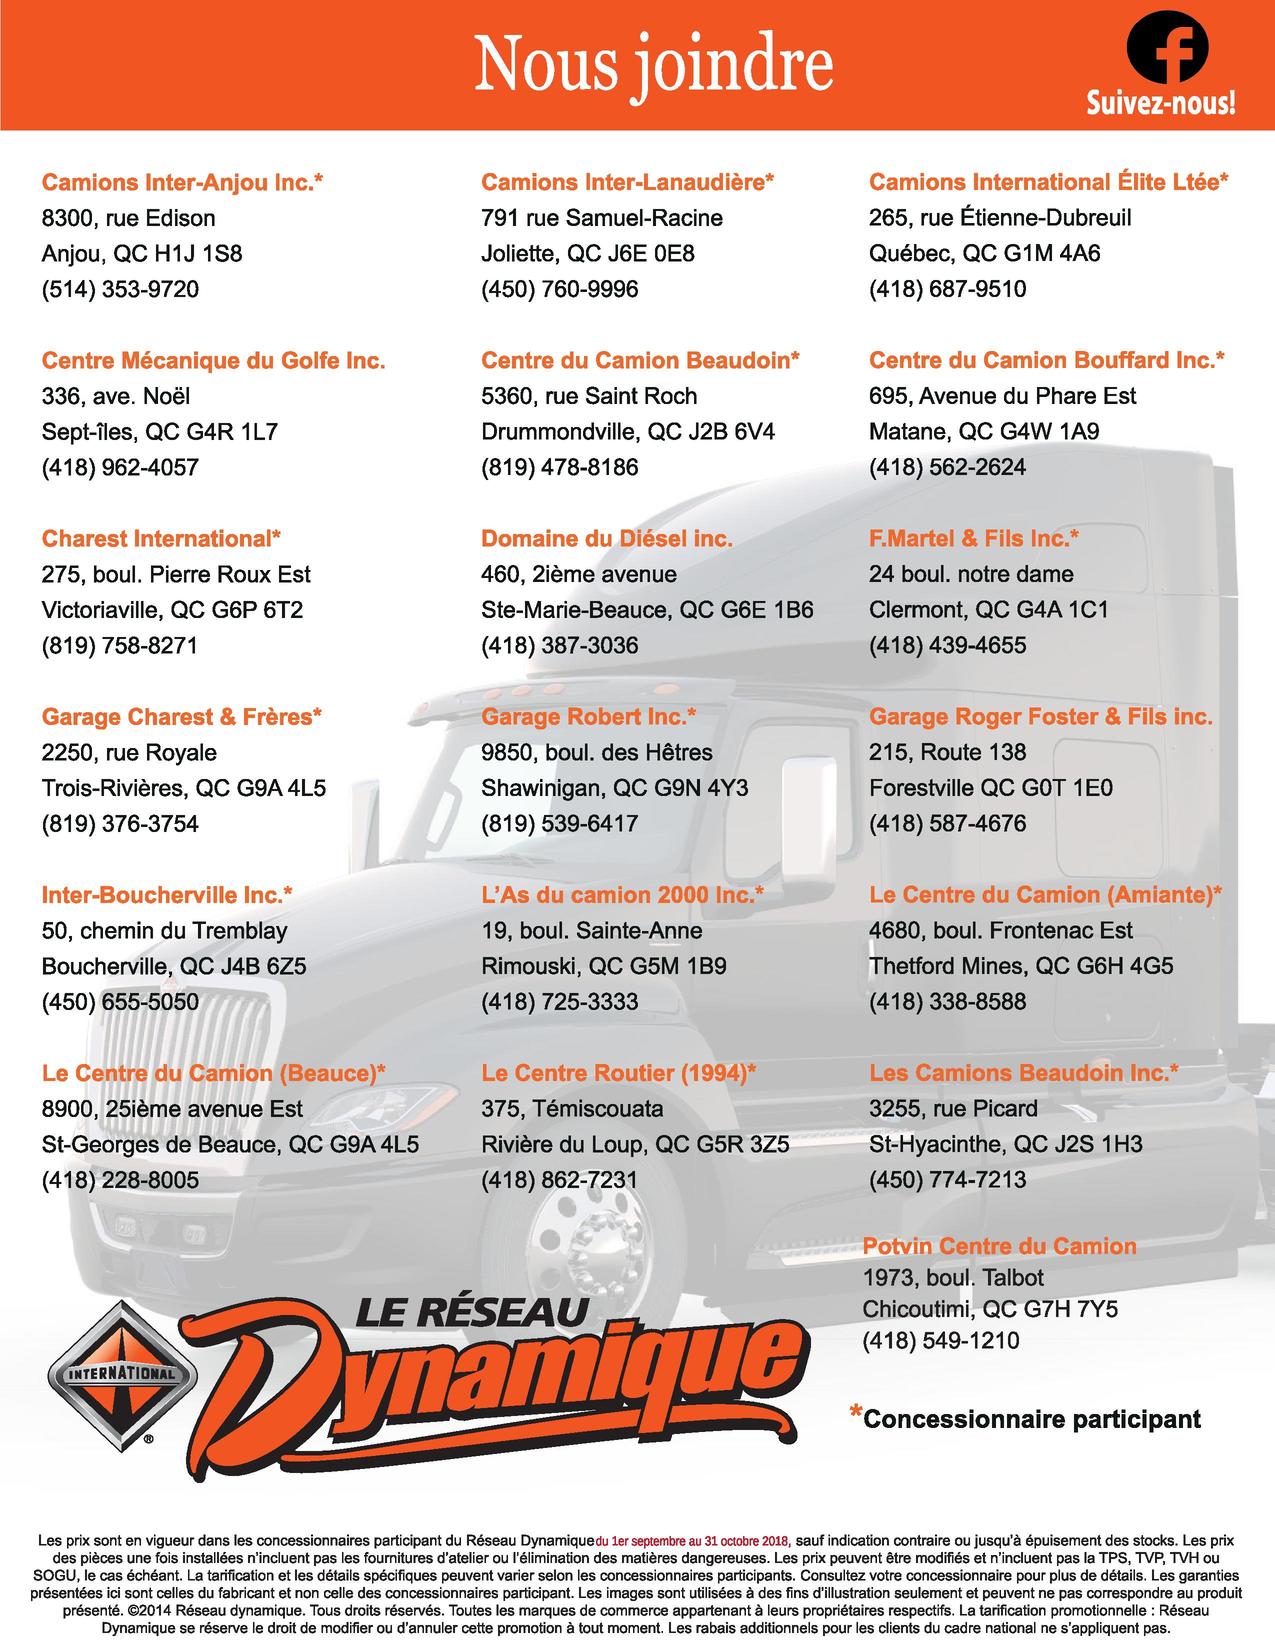 Nous joindre
Suivez-nous!
Camions Inter-Anjou Inc.*
8300, rue Edison
Anjou, QC H1J 1S8
(514) 353-9720
Camions Inter-Lanaudière*
791 rue Samuel-Racine
Joliette, QC J6E 0E8
(450) 760-9996
Camions International Élite Ltée*
265, rue Étienne-Dubreuil
Québec, QC G1M 4A6
(418) 687-9510
Centre Mécanique du Golfe Inc.
336, ave. Noël
Sept-îles, QC G4R 1L7
(418) 962-4057
Centre du Camion Beaudoin*
5360, rue Saint Roch
Drummondville, QC J2B 6V4
(819) 478-8186
Centre du Camion Bouffard Inc.*
695, Avenue du Phare Est
Matane, QC G4W 1A9
(418) 562-2624
Charest International*
275, boul. Pierre Roux Est
Victoriaville, QC G6P 6T2
(819) 758-8271
Domaine du Diésel inc.
460, 2ième avenue
Ste-Marie-Beauce, QC G6E 1B6
(418) 387-3036
F.Martel & Fils Inc.*
24 boul. notre dame
Clermont, QC G4A 1C1
(418) 439-4655
Garage Charest & Frères*
2250, rue Royale
Trois-Rivières, QC G9A 4L5
(819) 376-3754
Garage Robert Inc.*
9850, boul. des Hêtres
Shawinigan, QC G9N 4Y3
(819) 539-6417
Garage Roger Foster & Fils inc.
215, Route 138
Forestville QC G0T 1E0
(418) 587-4676
Inter-Boucherville Inc.*
50, chemin du Tremblay
Boucherville, QC J4B 6Z5
(450) 655-5050
L'As du camion 2000 Inc.*
19, boul. Sainte-Anne
Rimouski, QC G5M 1B9
(418) 725-3333
Le Centre du Camion (Amiante)*
4680, boul. Frontenac Est
Thetford Mines, QC G6H 4G5
(418) 338-8588
Le Centre du Camion (Beauce)*
8900, 25ième avenue Est
St-Georges de Beauce, QC G9A 4L5
(418) 228-8005
Le Centre Routier (1994)*
375, Témiscouata
Rivière du Loup, QC G5R 3Z5
(418) 862-7231
Les Camions Beaudoin Inc.*
3255, rue Picard
St-Hyacinthe, QC J2S 1H3
(450) 774-7213
Potvin Centre du Camion
1973, boul. Talbot
Chicoutimi, QC G7H 7Y5
(418) 549-1210
INTERNATIONAL
®
LE RÉSEAU
Dynamique
*Concessionnaire participant
Les prix sont en vigueur dans les concessionnaires participant du Réseau Dynamique du 1er septembre au 31 octobre 2018, sauf indication contraire ou jusqu'à épuisement des stocks. Les prix
des pièces une fois installées n'incluent pas les fournitures d'atelier ou l'élimination des matières dangereuses. Les prix peuvent être modifiés et n'incluent pas la TPS, TVP, TVH ou
SOGU, le cas échéant. La tarification et les détails spécifiques peuvent varier selon les concessionnaires participants. Consultez votre concessionnaire pour plus de détails. Les garanties
présentées ici sont celles du fabricant et non celle des concessionnaires participant. Les images sont utilisées à des fins d'illustration seulement et peuvent ne pas correspondre au produit
présenté. ©2014 Réseau dynamique. Tous droits réservés. Toutes les marques de commerce appartenant à leurs propriétaires respectifs. La tarification promotionnelle : Réseau
Dynamique se réserve le droit de modifier ou d'annuler cette promotion à tout moment. Les rabais additionnels pour les clients du cadre national ne s'appliquent pas.